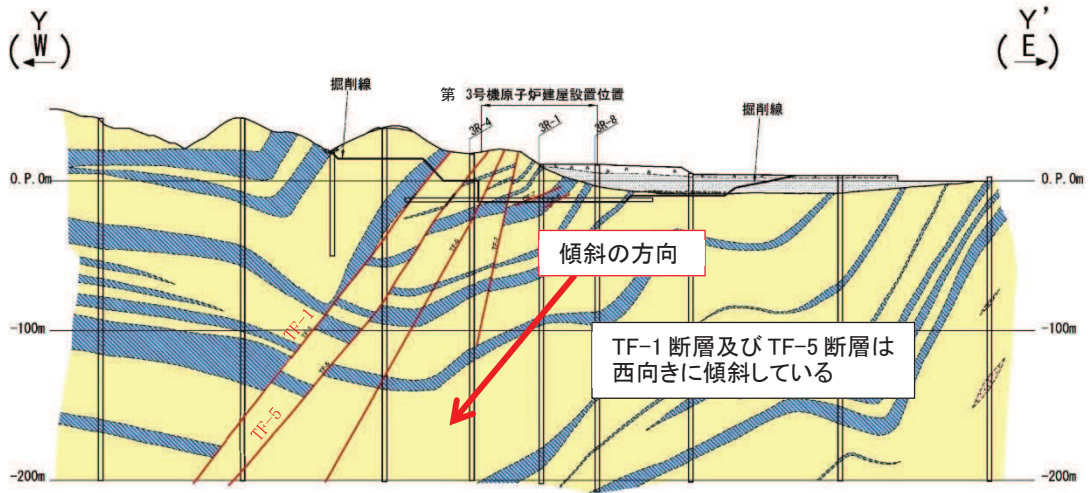 Y
(W)
Y'
(E)
掘削線
第 3号機原子炉建屋設置位置
掘削線
3R-4
3R-1
3R-8
0.P.0m
0.P.0m
傾斜の方向
TF-1
-100m
-100m
TF-1 断層及び TF-5 断層は
西向きに傾斜している
TF-5
-200m
-200m